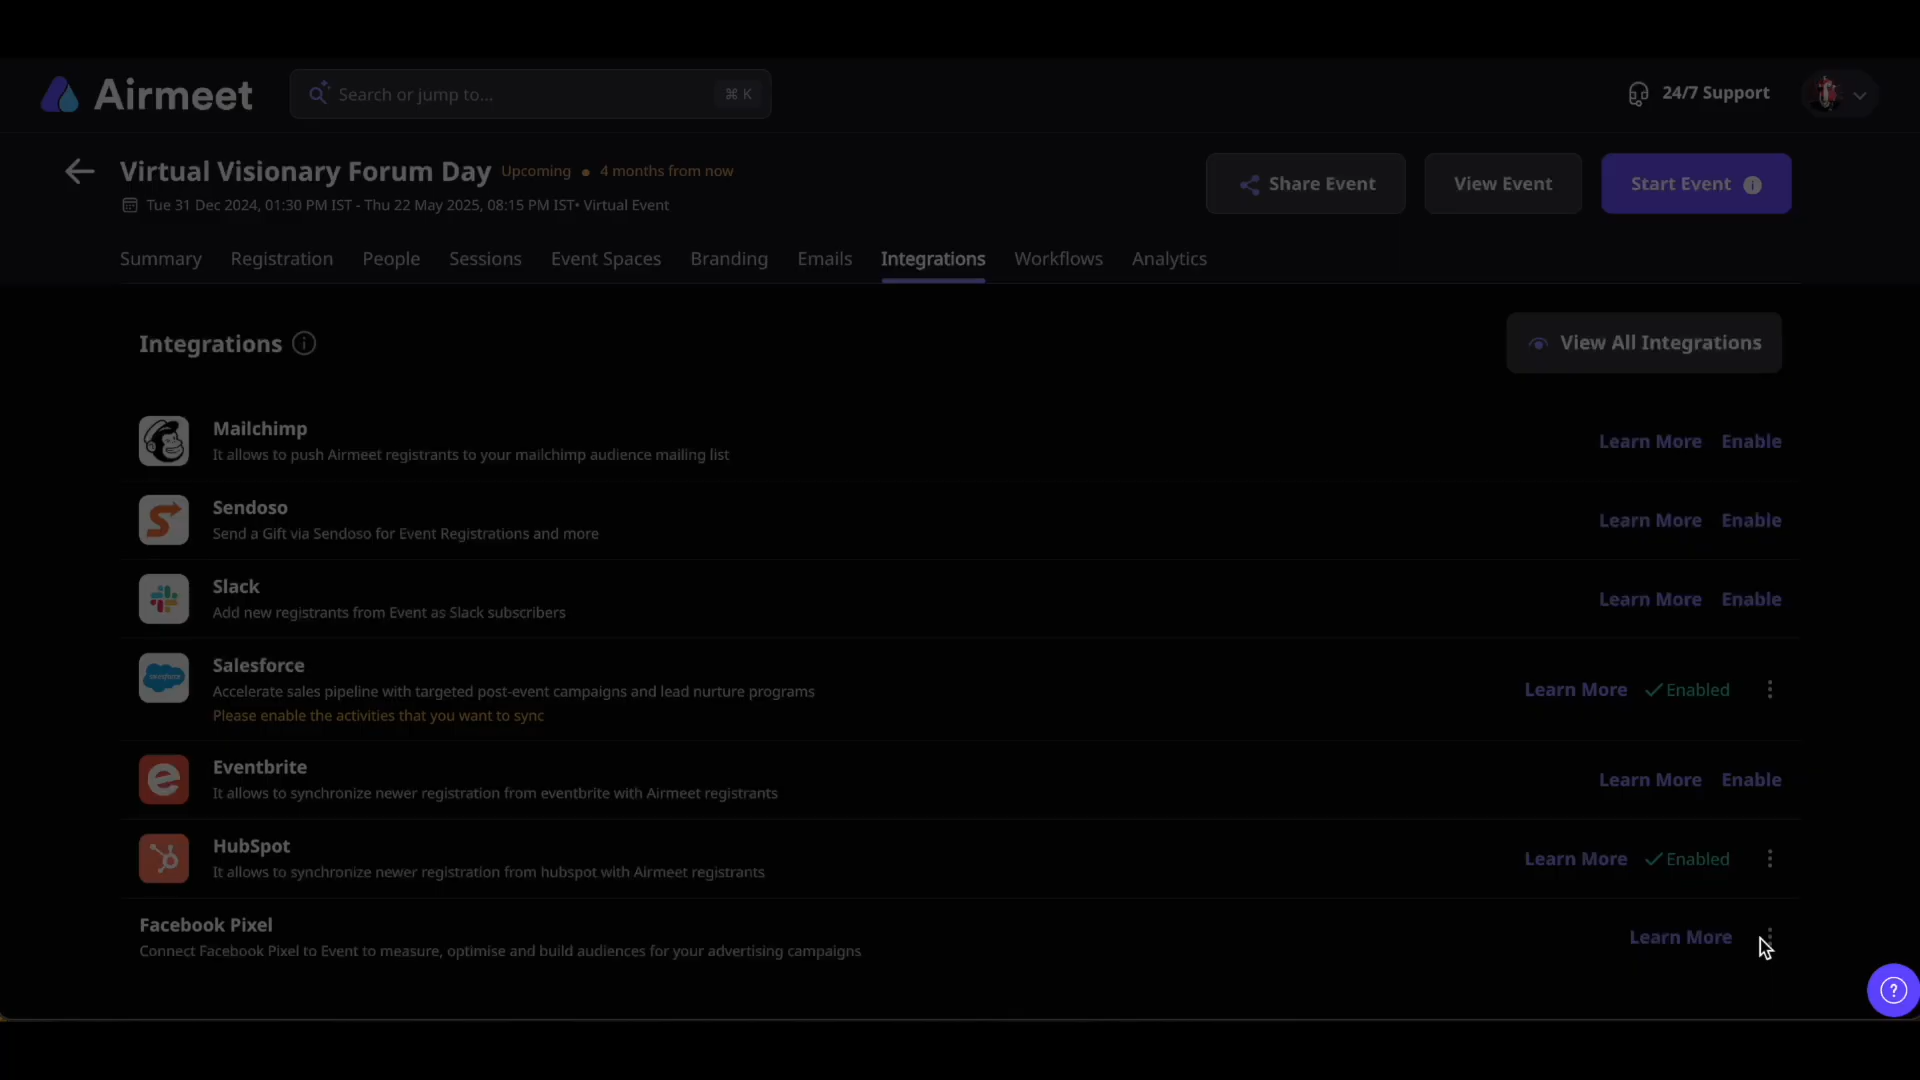 Airmeet
Search or jump to...
⌘ K
24/7 Support
Virtual Visionary Forum Day
Upcoming • 4 months from now
Share Event
View Event
Start Event
Tue 31 Dec 2024, 01:30 PM IST - Thu 22 May 2025, 08:15 PM IST• Virtual Event
Summary
Registration
People
Sessions
Event Spaces
Branding
Emails
Integrations
Workflows
Analytics
Integrations
View All Integrations
Mailchimp
It allows to push Airmeet registrants to your mailchimp audience mailing list
Learn More
Enable
Sendoso
Send a Gift via Sendoso for Event Registrations and more
Learn More
Enable
Slack
Add new registrants from Event as Slack subscribers
Learn More
Enable
salesforce
Salesforce
Accelerate sales pipeline with targeted post-event campaigns and lead nurture programs
Please enable the activities that you want to sync
Learn More
Enabled
Eventbrite
It allows to synchronize newer registration from eventbrite with Airmeet registrants
Learn More
Enable
HubSpot
It allows to synchronize newer registration from hubspot with Airmeet registrants
Learn More
Enabled
Facebook Pixel
Connect Facebook Pixel to Event to measure, optimise and build audiences for your advertising campaigns
Learn More